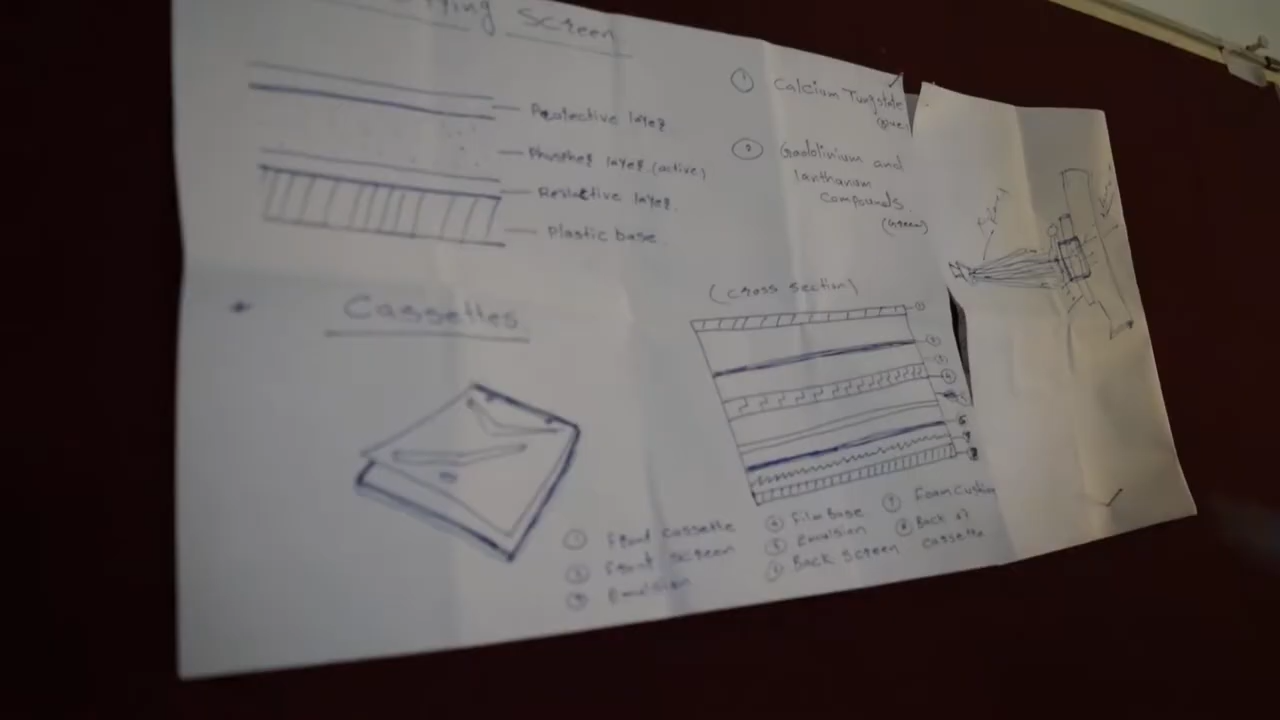 Screen
Protective layer
Phosphor layer (active)
Reflective layer.
Plastic base
① Calcium Tungstate
② Gadolinium and
lanthanum
Compounds
(Green)
Cassettes
(cross section)
① Front cassette
② Front screen
③ Emulsion
④ Film Base
⑤ Emulsion
⑥ Back screen
⑦ Foam Cushion
⑧ Back of
cassette